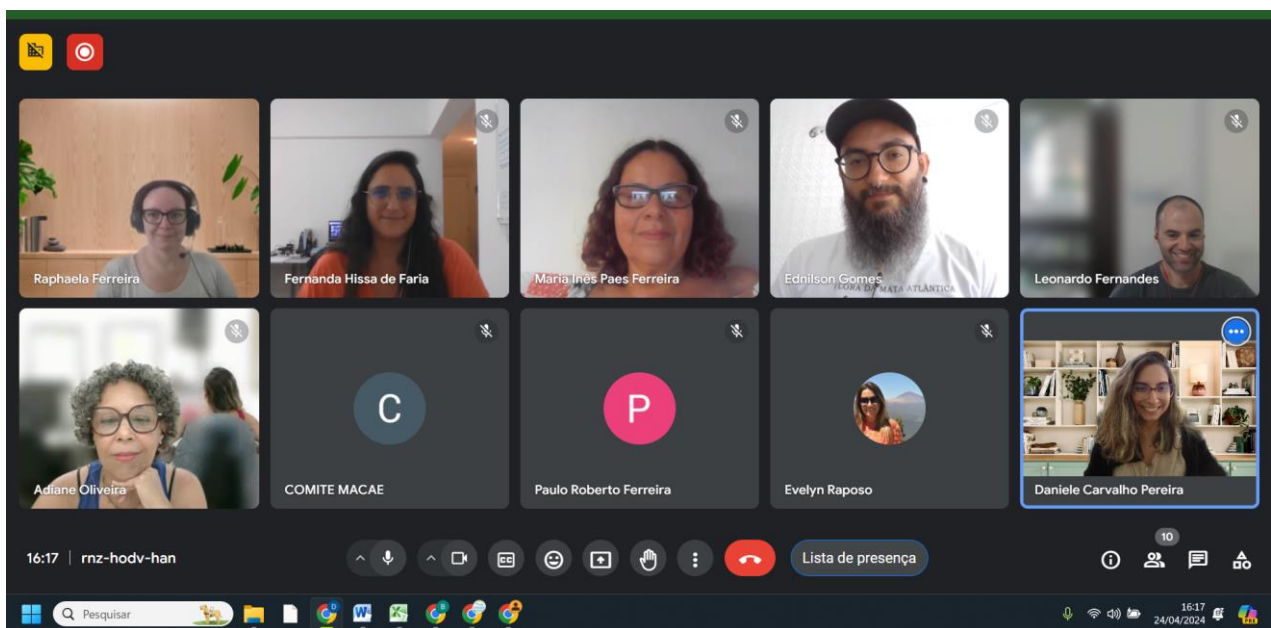 Raphaela Ferreira
Fernanda Hissa de Faria
Maria Inês Paes Ferreira
Ednilson Gomes
FLORA DA MATA ATLÂNTICA
Leonardo Fernandes
Adiane Oliveira
C
COMITE MACAE
P
Paulo Roberto Ferreira
Evelyn Raposo
Daniele Carvalho Pereira
16:17 | rnz-hodv-han
CC
Lista de presença
10
Pesquisar
16:17
24/04/2024
PRE